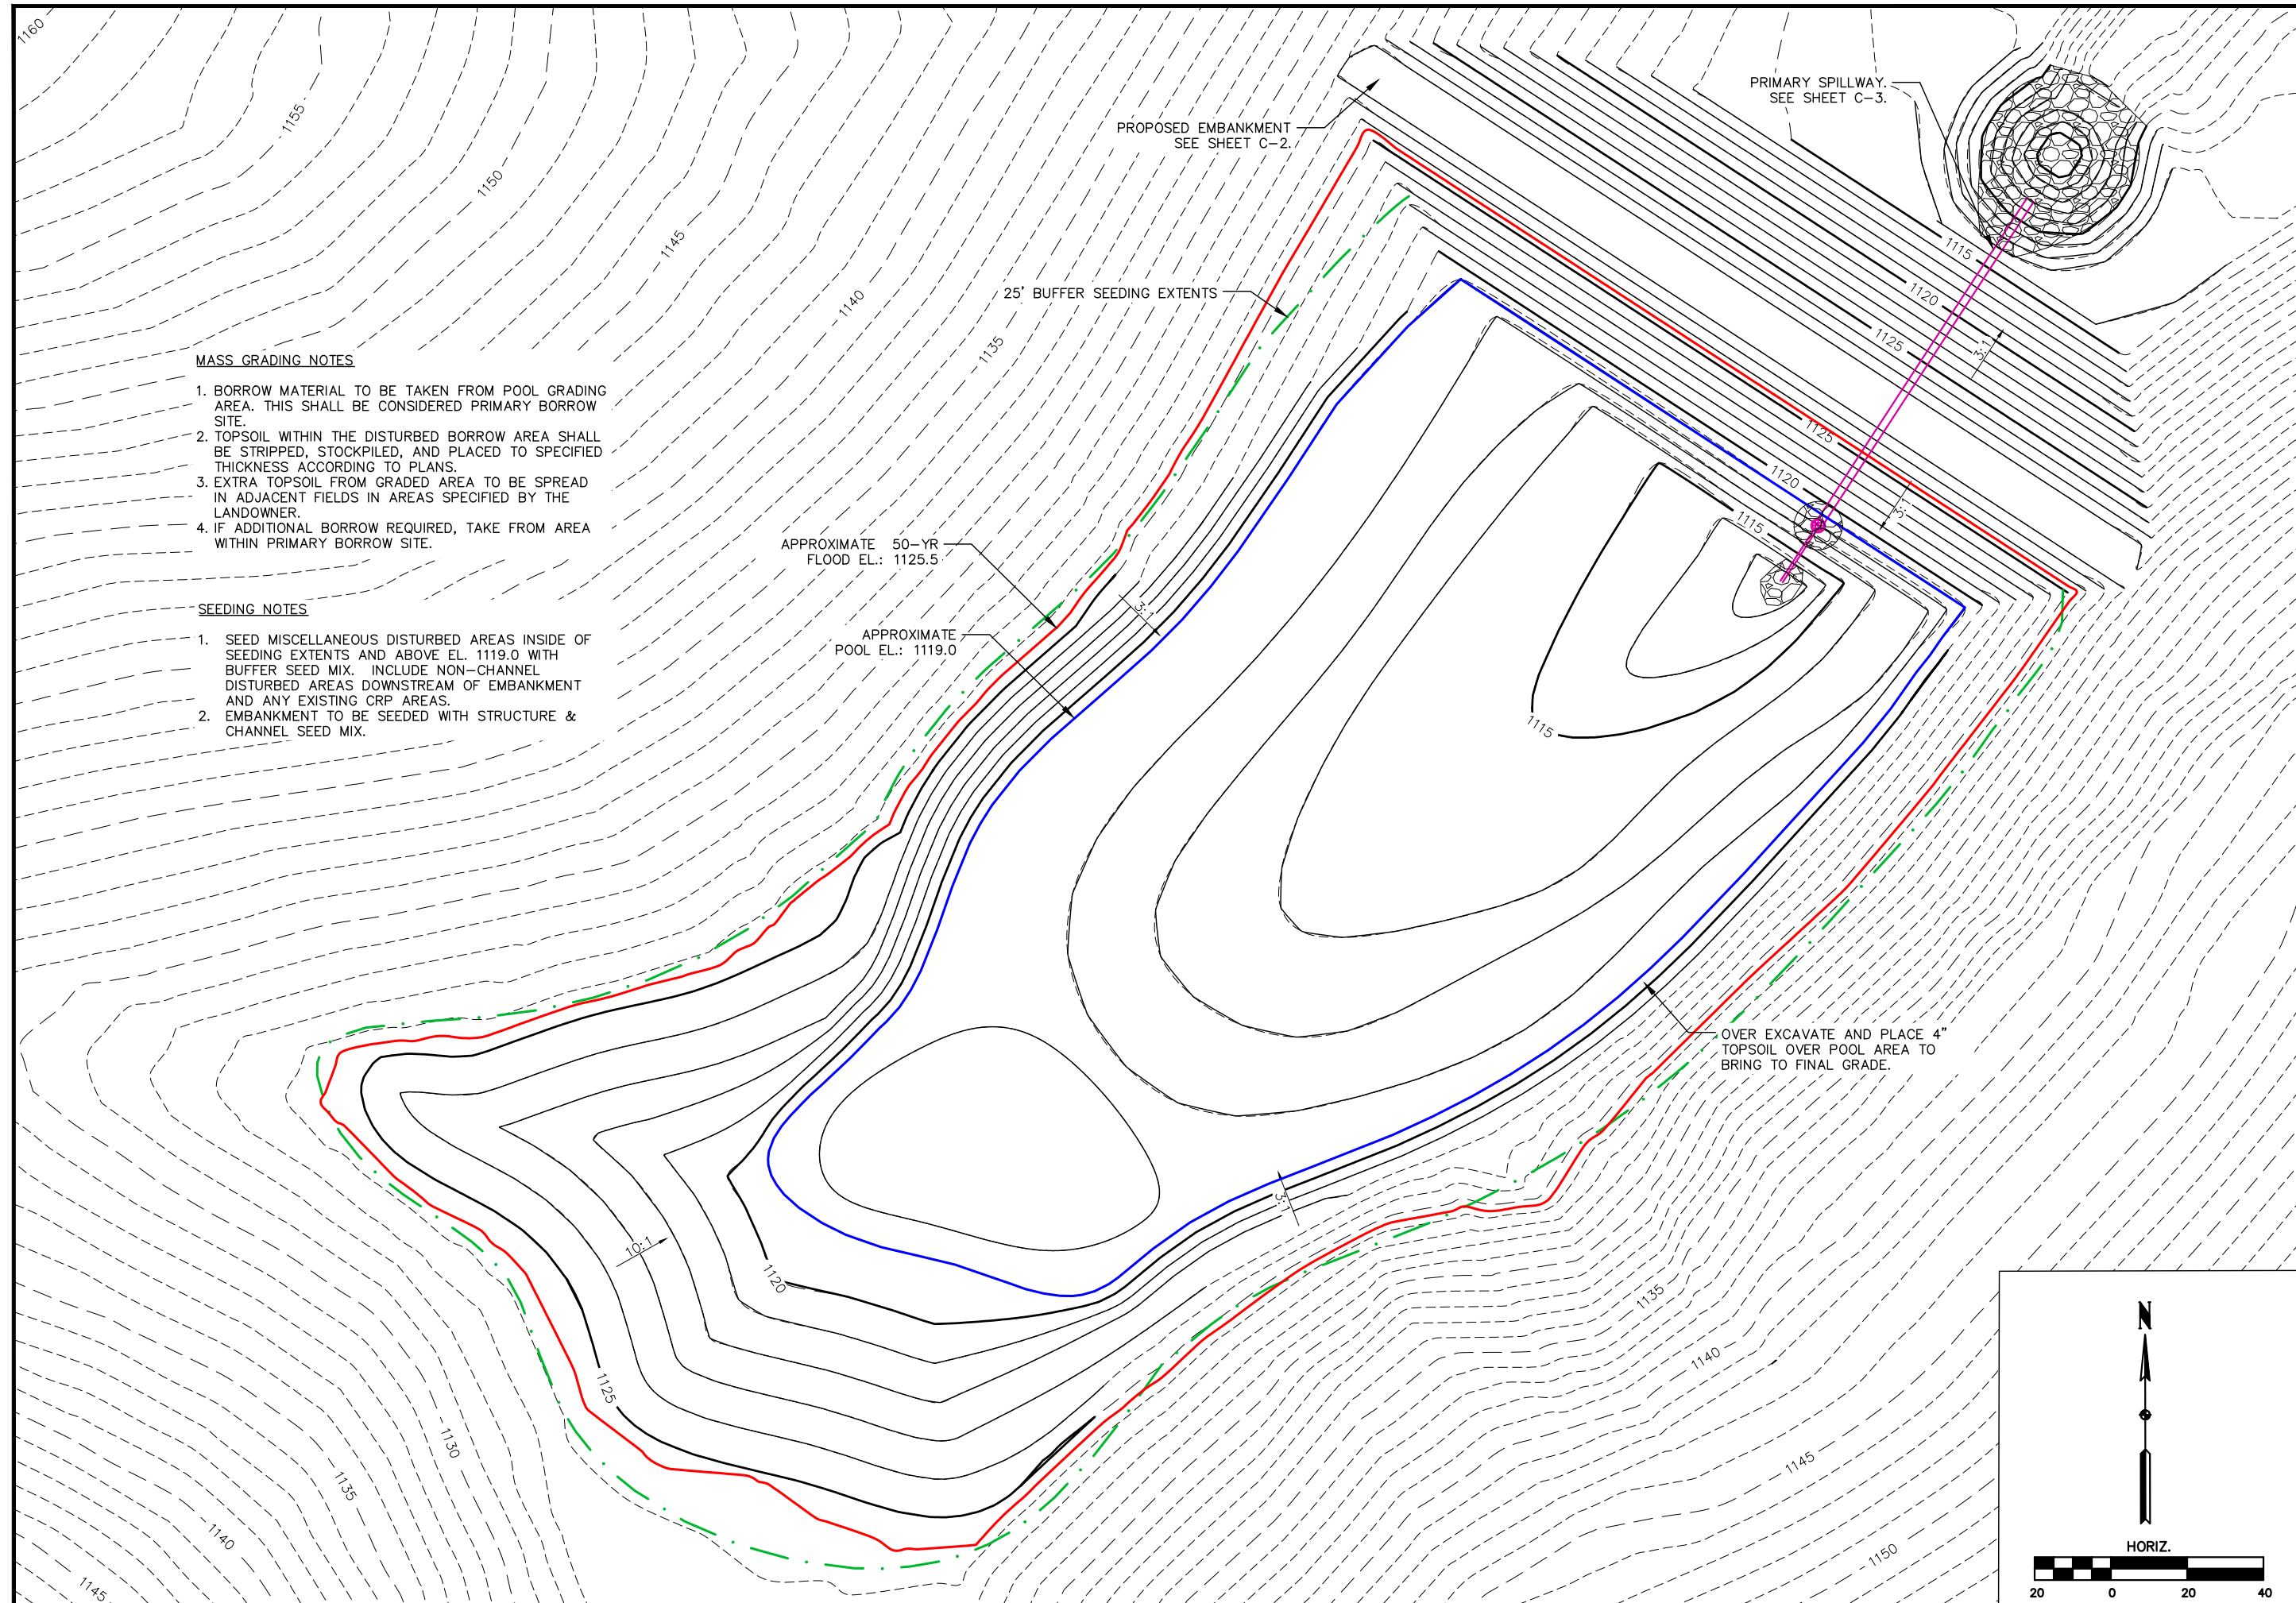 1160
1155
1150
1145
1140
1135
PROPOSED EMBANKMENT
SEE SHEET C-2.
PRIMARY SPILLWAY.
SEE SHEET C-3.
25' BUFFER SEEDING EXTENTS
1115
1120
1125
3:1
1125
1120
1115
3:1
MASS GRADING NOTES
1. BORROW MATERIAL TO BE TAKEN FROM POOL GRADING
AREA. THIS SHALL BE CONSIDERED PRIMARY BORROW
SITE.
2. TOPSOIL WITHIN THE DISTURBED BORROW AREA SHALL
BE STRIPPED, STOCKPILED, AND PLACED TO SPECIFIED
THICKNESS ACCORDING TO PLANS.
3. EXTRA TOPSOIL FROM GRADED AREA TO BE SPREAD
IN ADJACENT FIELDS IN AREAS SPECIFIED BY THE
LANDOWNER.
4. IF ADDITIONAL BORROW REQUIRED, TAKE FROM AREA
WITHIN PRIMARY BORROW SITE.
SEEDING NOTES
1. SEED MISCELLANEOUS DISTURBED AREAS INSIDE OF
SEEDING EXTENTS AND ABOVE EL. 1119.0 WITH
BUFFER SEED MIX. INCLUDE NON-CHANNEL
DISTURBED AREAS DOWNSTREAM OF EMBANKMENT
AND ANY EXISTING CRP AREAS.
2. EMBANKMENT TO BE SEEDED WITH STRUCTURE &
CHANNEL SEED MIX.
APPROXIMATE 50-YR
FLOOD EL.: 1125.5
APPROXIMATE
POOL EL.: 1119.0
1115
OVER EXCAVATE AND PLACE 4"
TOPSOIL OVER POOL AREA TO
BRING TO FINAL GRADE.
3:1
10:1
1120
1125
1130
1135
1140
1145
1135
1140
1145
1150
N
HORIZ.
20 0 20 40